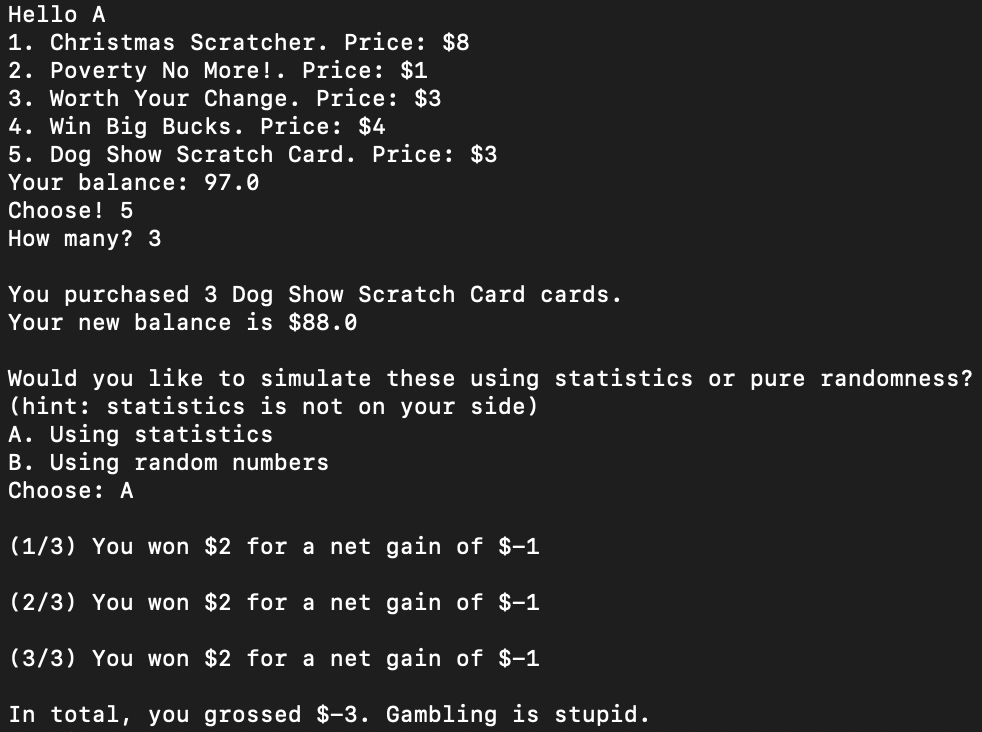 Hello A
1. Christmas Scratcher. Price: $8
2. Poverty No More!. Price: $1
3. Worth Your Change. Price: $3
4. Win Big Bucks. Price: $4
5. Dog Show Scratch Card. Price: $3
Your balance: 97.0
Choose! 5
How many? 3
You purchased 3 Dog Show Scratch Card cards.
Your new balance is $88.0
Would you like to simulate these using statistics or pure randomness?
(hint: statistics is not on your side)
A. Using statistics
B. Using random numbers
Choose: A
(1/3) You won $2 for a net gain of $-1
(2/3) You won $2 for a net gain of $-1
(3/3) You won $2 for a net gain of $-1
In total, you grossed $-3. Gambling is stupid.